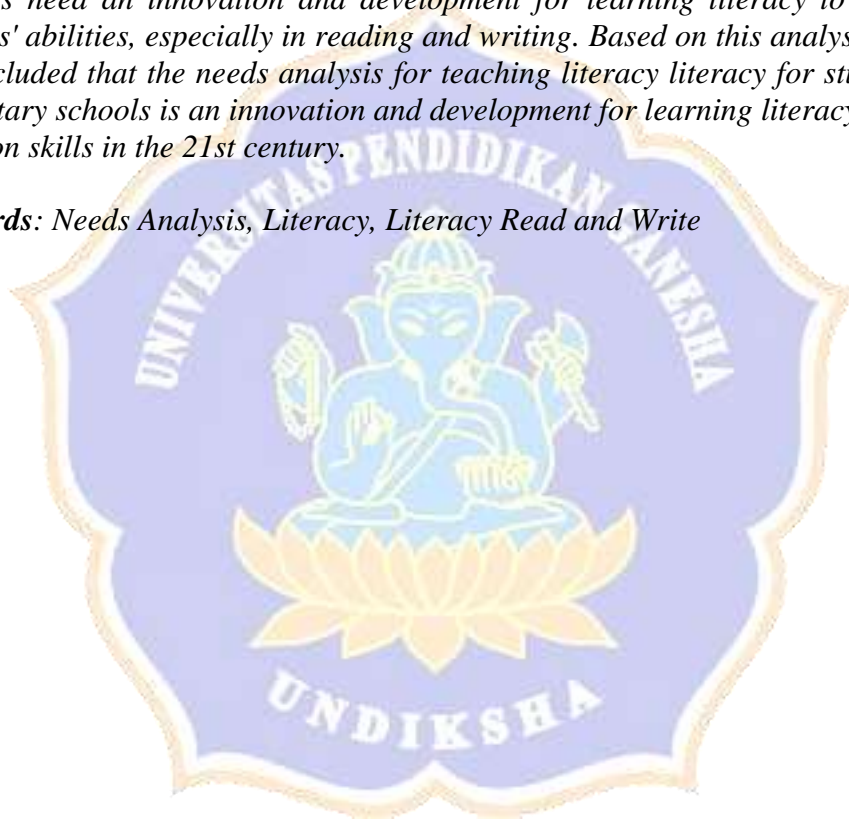 s need an innovation and development for learning literacy to
s' abilities, especially in reading and writing. Based on this analys
cluded that the needs analysis for teaching literacy literacy for stu
tary schools is an innovation and development for learning literacy
on skills in the 21st century.
rds: Needs Analysis, Literacy, Literacy Read and Write
UNIVERSITAS PENDIDIKAN GANESHA
UNDIKSHA